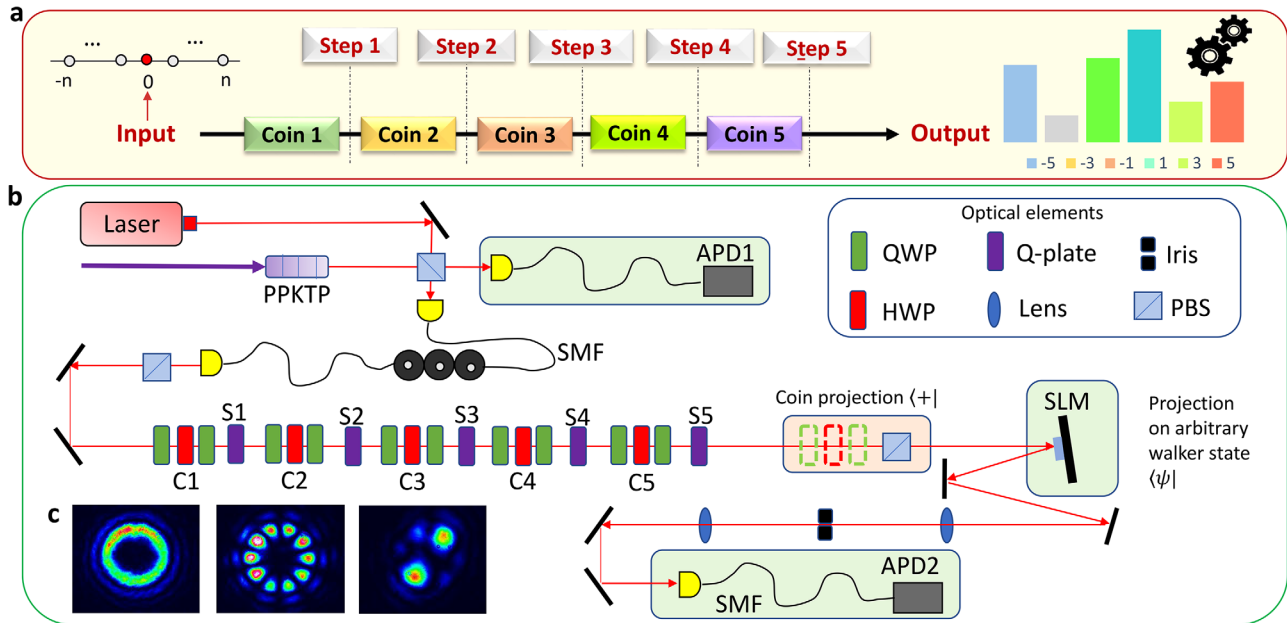 a
... ...
-n 0 n
Input
Step 1 Step 2 Step 3 Step 4 Step 5
Coin 1 Coin 2 Coin 3 Coin 4 Coin 5
Output
-5 -3 -1 1 3 5
b
Laser
PPKTP
APD1
SMF
Optical elements
QWP Q-plate Iris
HWP Lens PBS
S1 S2 S3 S4 S5
C1 C2 C3 C4 C5
Coin projection ⟨+|
SLM
Projection
on arbitrary
walker state
⟨ψ|
c
APD2
SMF